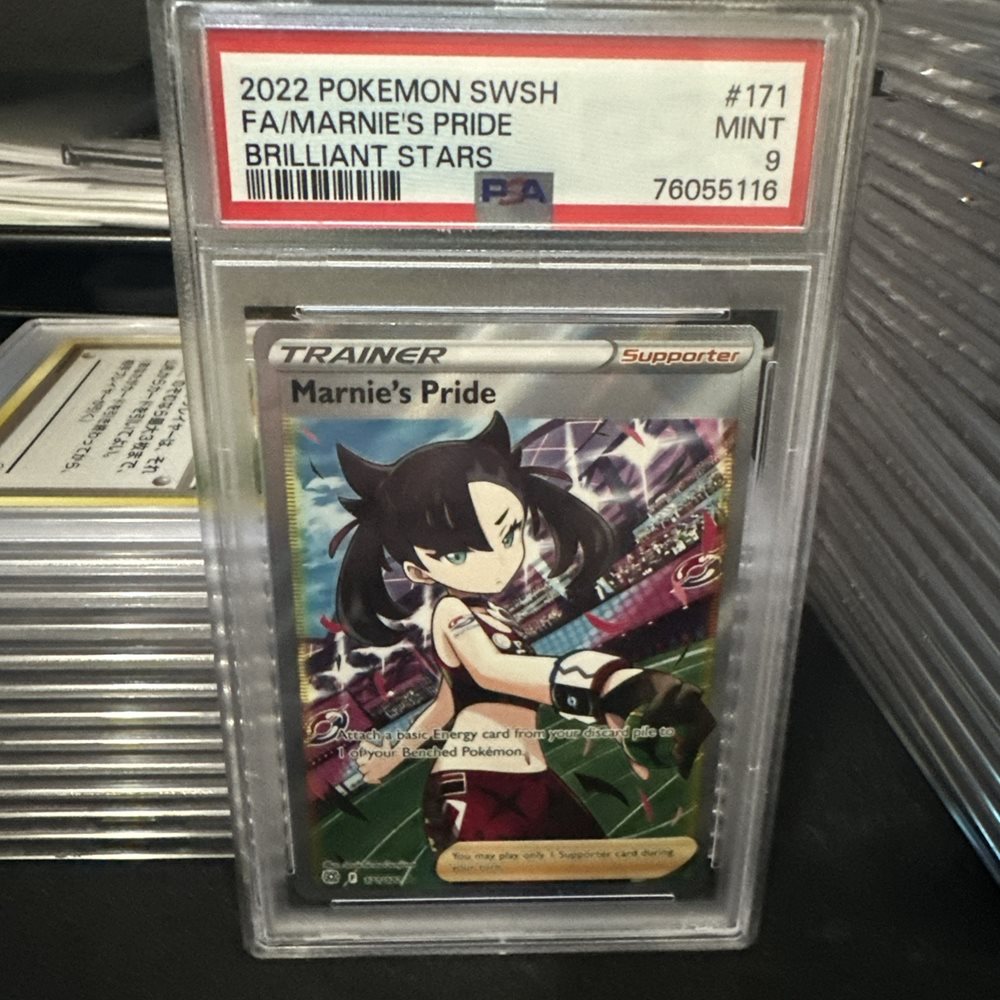 2022 POKEMON SWSH #171
FA/MARNIE'S PRIDE MINT
BRILLIANT STARS 9
PSA 76055116
TRAINER Supporter
Marnie's Pride
Attach a basic Energy card from your discard pile to
1 of your Benched Pokémon.
You may play only 1 Supporter card during
your turn.